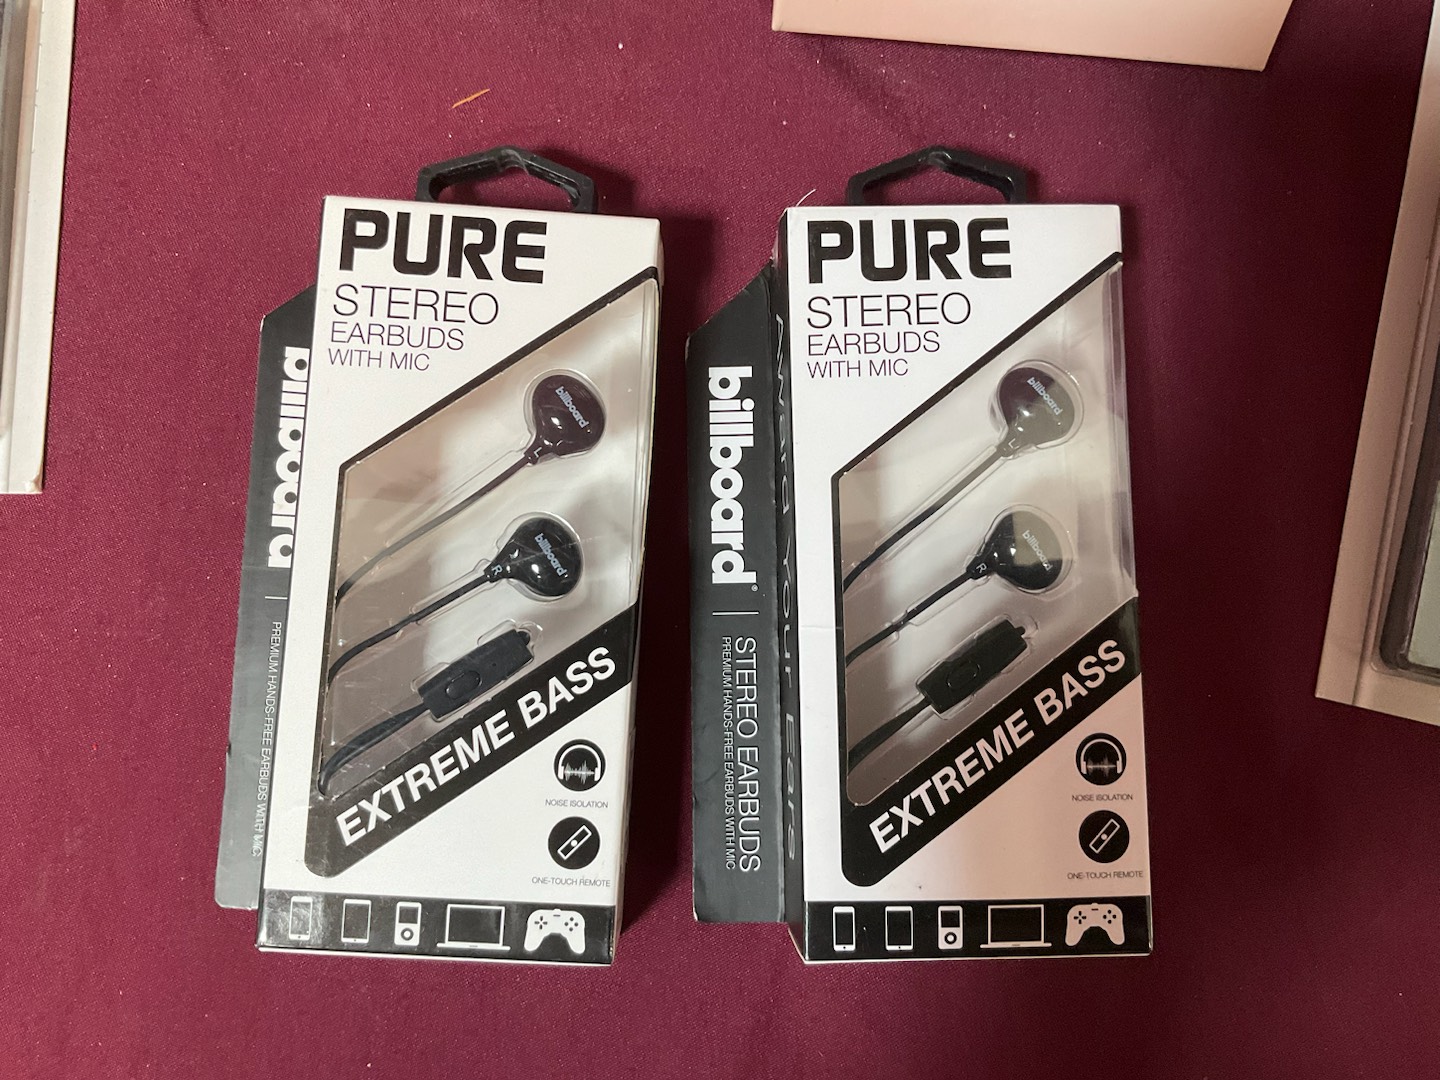 PURE
STEREO
EARBUDS
WITH MIC
billboard
L
billboard
R
EXTREME BASS
NOISE ISOLATION
ONE-TOUCH REMOTE
billboard
PREMIUM HANDS-FREE EARBUDS WITH MIC
PURE
STEREO
EARBUDS
WITH MIC
billboard
L
billboard
R
EXTREME BASS
NOISE ISOLATION
ONE-TOUCH REMOTE
billboard® | STEREO EARBUDS
PREMIUM HANDS-FREE EARBUDS WITH MIC
Award Your Ears